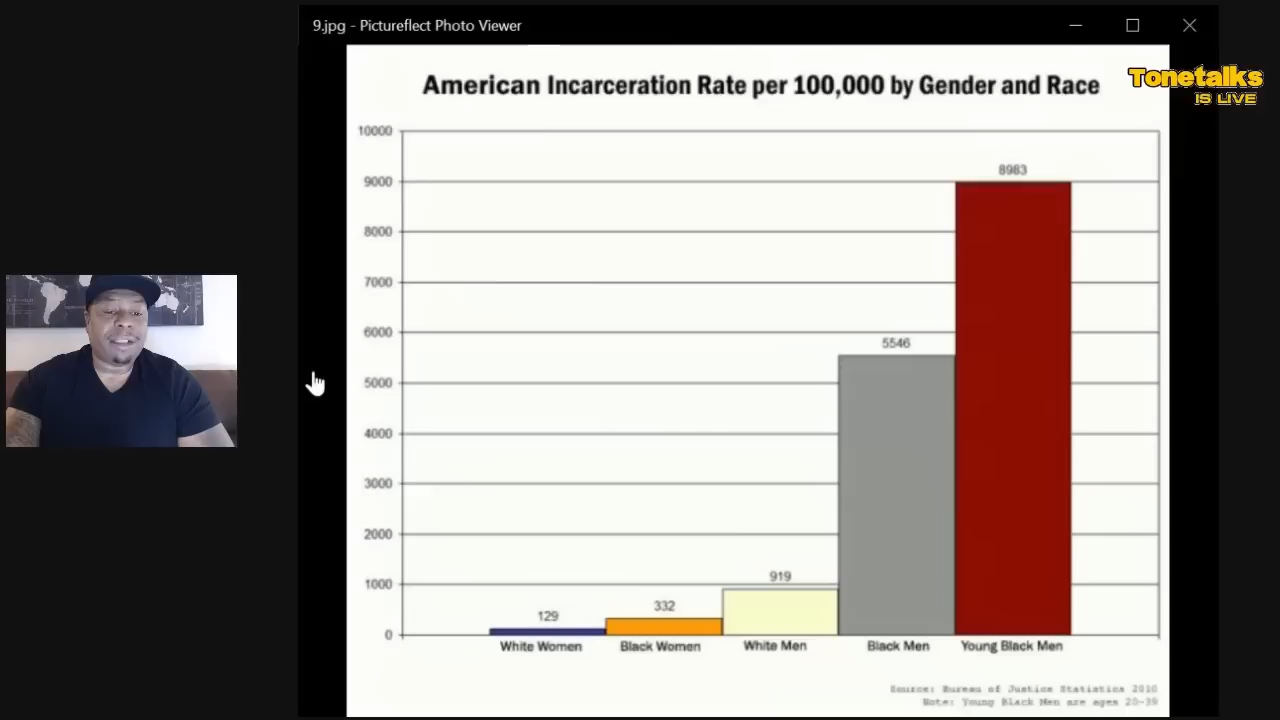 9.jpg - Pictureflect Photo Viewer
Tonetalks
IS LIVE
American Incarceration Rate per 100,000 by Gender and Race
10000
9000
8000
7000
6000
5000
4000
3000
2000
1000
0
129
332
919
5546
8983
White Women
Black Women
White Men
Black Men
Young Black Men
Source: Bureau of Justice Statistics 2010
Note: Young Black Men are ages 20-39